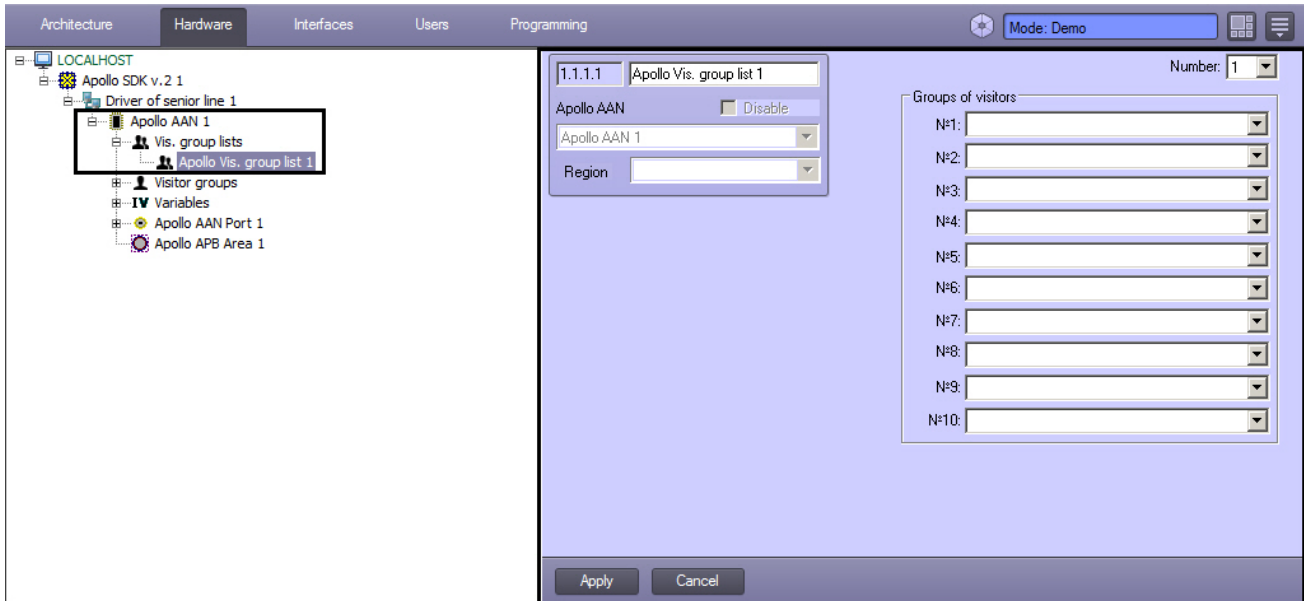 Architecture Hardware Interfaces Users Programming Mode: Demo
LOCALHOST
Apollo SDK v.2 1
Driver of senior line 1
Apollo AAN 1
Vis. group lists
Apollo Vis. group list 1
Visitor groups
IV Variables
Apollo AAN Port 1
Apollo APB Area 1
1.1.1.1 Apollo Vis. group list 1
Apollo AAN Disable
Apollo AAN 1
Region
Number: 1
Groups of visitors
Nº1:
Nº2:
Nº3:
Nº4:
Nº5:
Nº6:
Nº7:
Nº8:
Nº9:
Nº10:
Apply Cancel